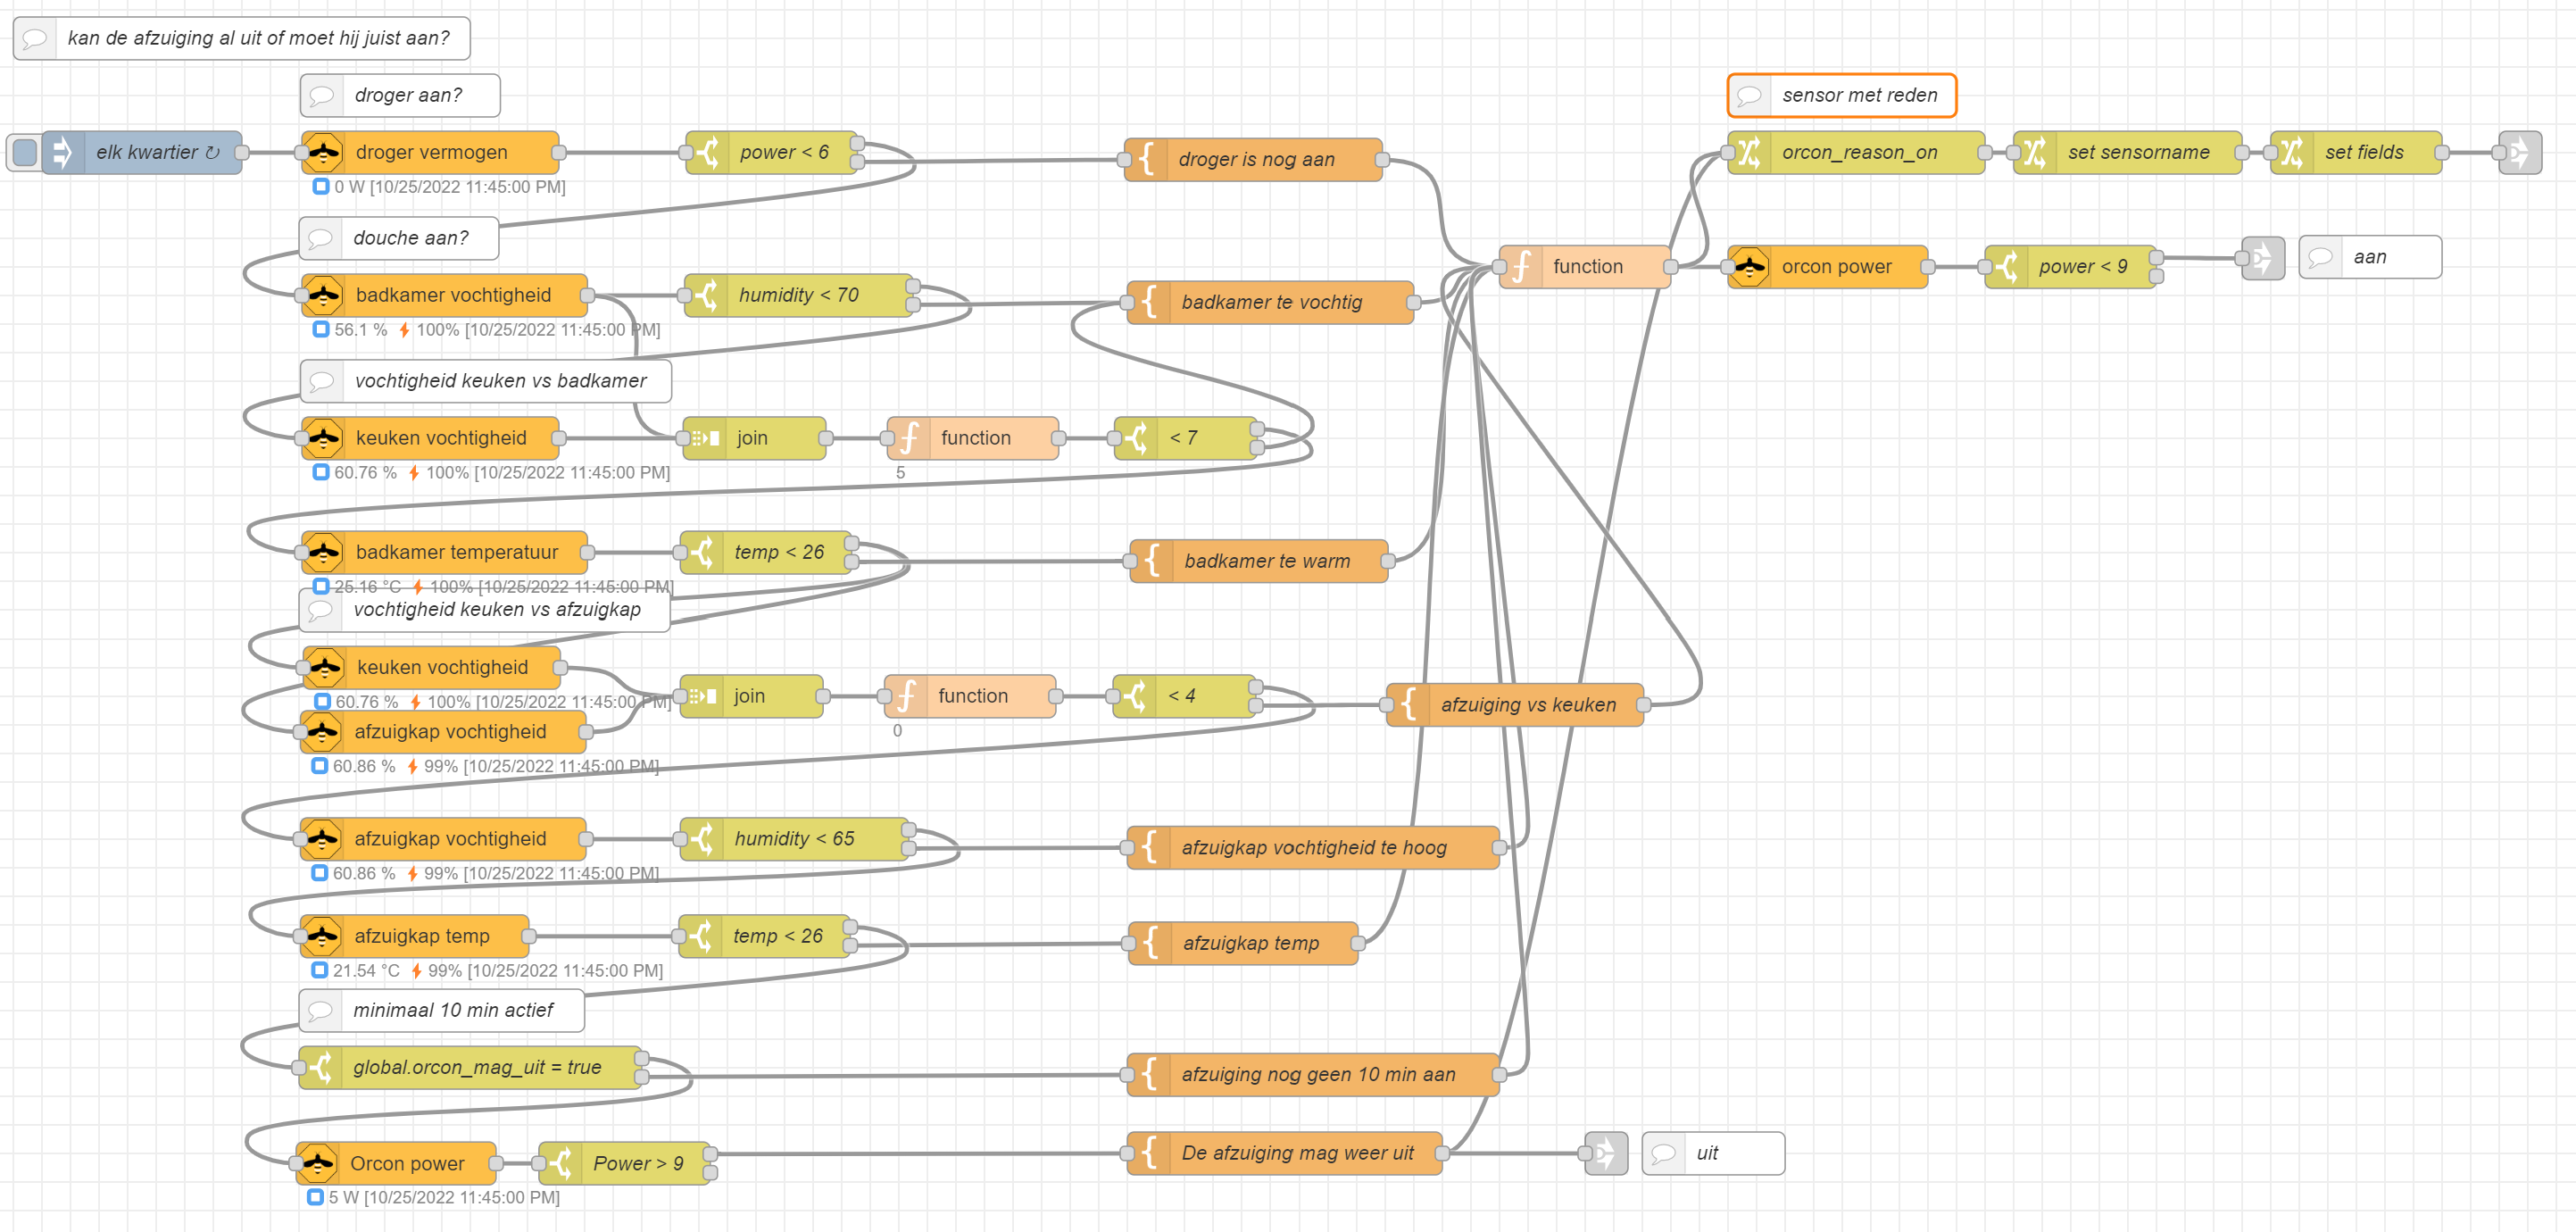 kan de afzuiging al uit of moet hij juist aan?
droger aan?
sensor met reden
elk kwartier ↻
droger vermogen
power < 6
droger is nog aan
orcon_reason_on
set sensorname
set fields
0 W [10/25/2022 11:45:00 PM]
douche aan?
function
orcon power
power < 9
aan
badkamer vochtigheid
humidity < 70
badkamer te vochtig
56.1 % 100% [10/25/2022 11:45:00 PM]
vochtigheid keuken vs badkamer
keuken vochtigheid
join
function
< 7
60.76 % 100% [10/25/2022 11:45:00 PM]
5
badkamer temperatuur
temp < 26
badkamer te warm
25.16 °C 100% [10/25/2022 11:45:00 PM]
vochtigheid keuken vs afzuigkap
keuken vochtigheid
60.76 % 100% [10/25/2022 11:45:00 PM]
join
function
< 4
afzuiging vs keuken
0
afzuigkap vochtigheid
60.86 % 99% [10/25/2022 11:45:00 PM]
afzuigkap vochtigheid
humidity < 65
afzuigkap vochtigheid te hoog
60.86 % 99% [10/25/2022 11:45:00 PM]
afzuigkap temp
temp < 26
afzuigkap temp
21.54 °C 99% [10/25/2022 11:45:00 PM]
minimaal 10 min actief
global.orcon_mag_uit = true
afzuiging nog geen 10 min aan
Orcon power
Power > 9
De afzuiging mag weer uit
uit
5 W [10/25/2022 11:45:00 PM]